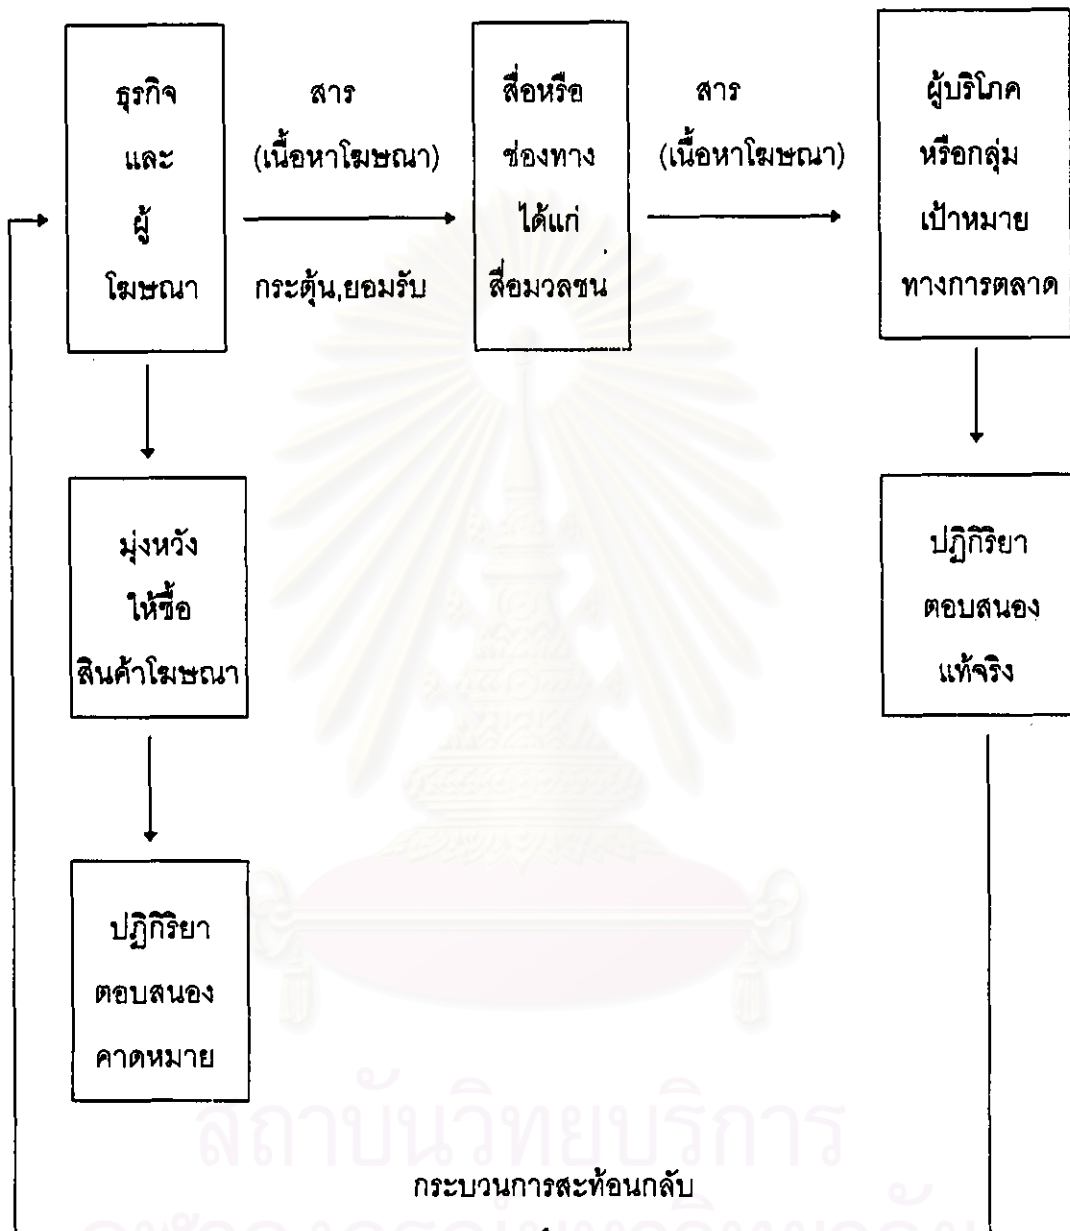 ธุรกิจ
และ
ผู้
โฆษณา
สาร
(เนื้อหาโฆษณา)
กระตุ้น,ยอมรับ
สื่อหรือ
ช่องทาง
ได้แก่
สื่อมวลชน
สาร
(เนื้อหาโฆษณา)
ผู้บริโภค
หรือกลุ่ม
เป้าหมาย
ทางการตลาด
มุ่งหวัง
ให้ซื้อ
สินค้าโฆษณา
ปฏิกิริยา
ตอบสนอง
แท้จริง
ปฏิกิริยา
ตอบสนอง
คาดหมาย
สถาบันวิทยบริการ
กระบวนการสะท้อนกลับ